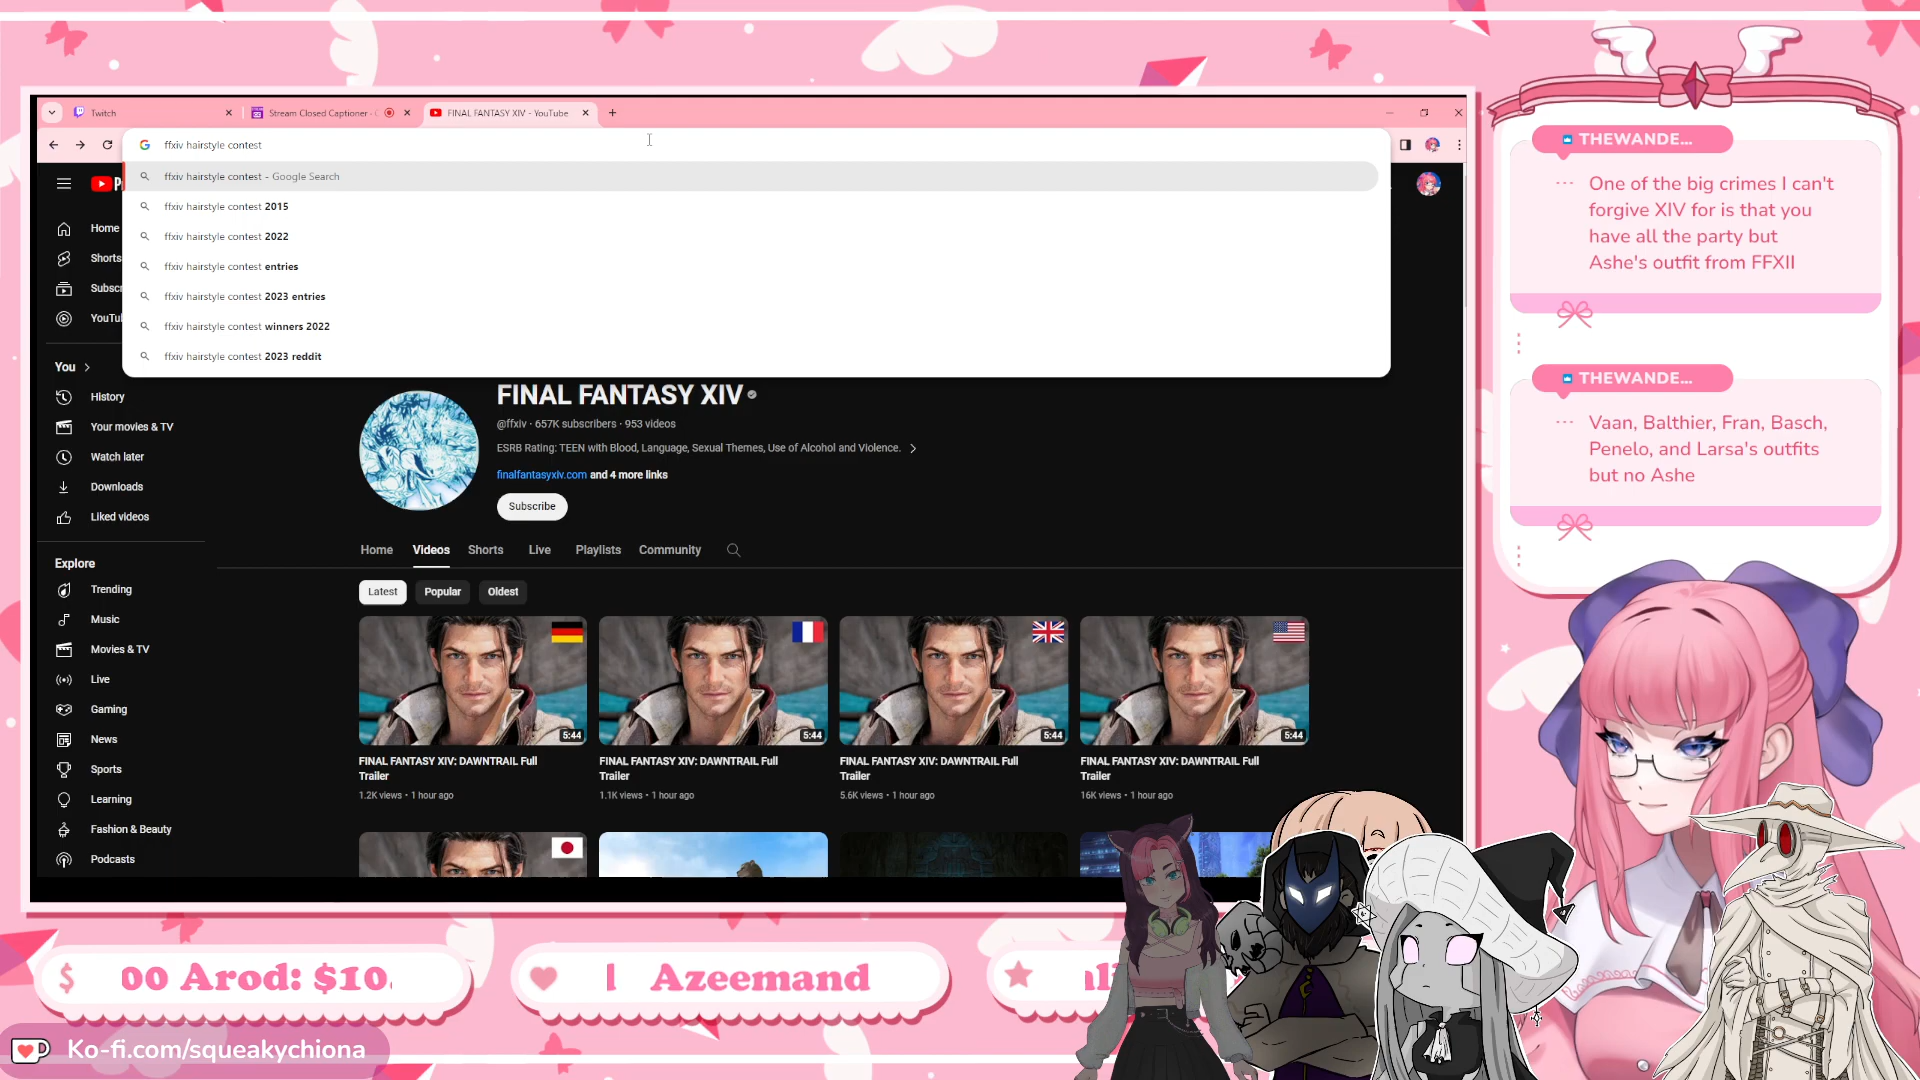 Twitch
Stream Closed Captioner - C
FINAL FANTASY XIV - YouTube
ffxiv hairstyle contest
ffxiv hairstyle contest - Google Search
ffxiv hairstyle contest 2015
ffxiv hairstyle contest 2022
ffxiv hairstyle contest entries
ffxiv hairstyle contest 2023 entries
ffxiv hairstyle contest winners 2022
ffxiv hairstyle contest 2023 reddit
Home
Shorts
Subscr
YouTu
You
History
Your movies & TV
Watch later
Downloads
Liked videos
Explore
Trending
Music
Movies & TV
Live
Gaming
News
Sports
Learning
Fashion & Beauty
Podcasts
FINAL FANTASY XIV
@ffxiv · 657K subscribers · 953 videos
ESRB Rating: TEEN with Blood, Language, Sexual Themes, Use of Alcohol and Violence.
finalfantasyxiv.com and 4 more links
Subscribe
Home Videos Shorts Live Playlists Community
Latest Popular Oldest
5:44
5:44
5:44
5:44
FINAL FANTASY XIV: DAWNTRAIL Full
Trailer
1.2K views • 1 hour ago
FINAL FANTASY XIV: DAWNTRAIL Full
Trailer
1.1K views • 1 hour ago
FINAL FANTASY XIV: DAWNTRAIL Full
Trailer
5.6K views • 1 hour ago
FINAL FANTASY XIV: DAWNTRAIL Full
Trailer
16K views • 1 hour ago
THEWANDE...
One of the big crimes I can't
forgive XIV for is that you
have all the party but
Ashe's outfit from FFXII
THEWANDE...
Vaan, Balthier, Fran, Basch,
Penelo, and Larsa's outfits
but no Ashe
$ 00 Arod: $10.
Azeemand
Ko-fi.com/squeakychiona